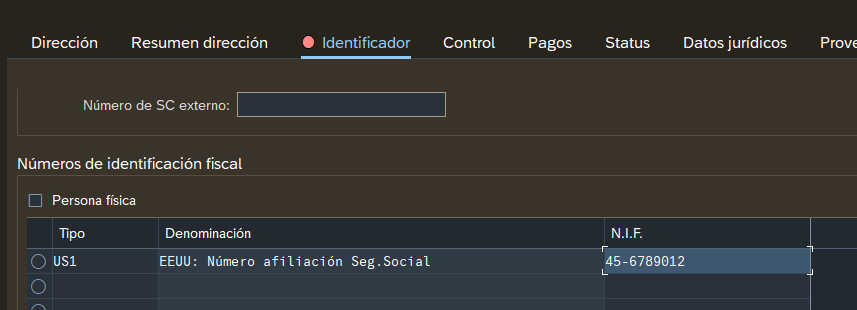 Dirección Resumen dirección Identificador Control Pagos Status Datos jurídicos Prove
Número de SC externo:
Números de identificación fiscal
Persona física
Tipo Denominación N.I.F.
US1 EEUU: Número afiliación Seg.Social 45-6789012